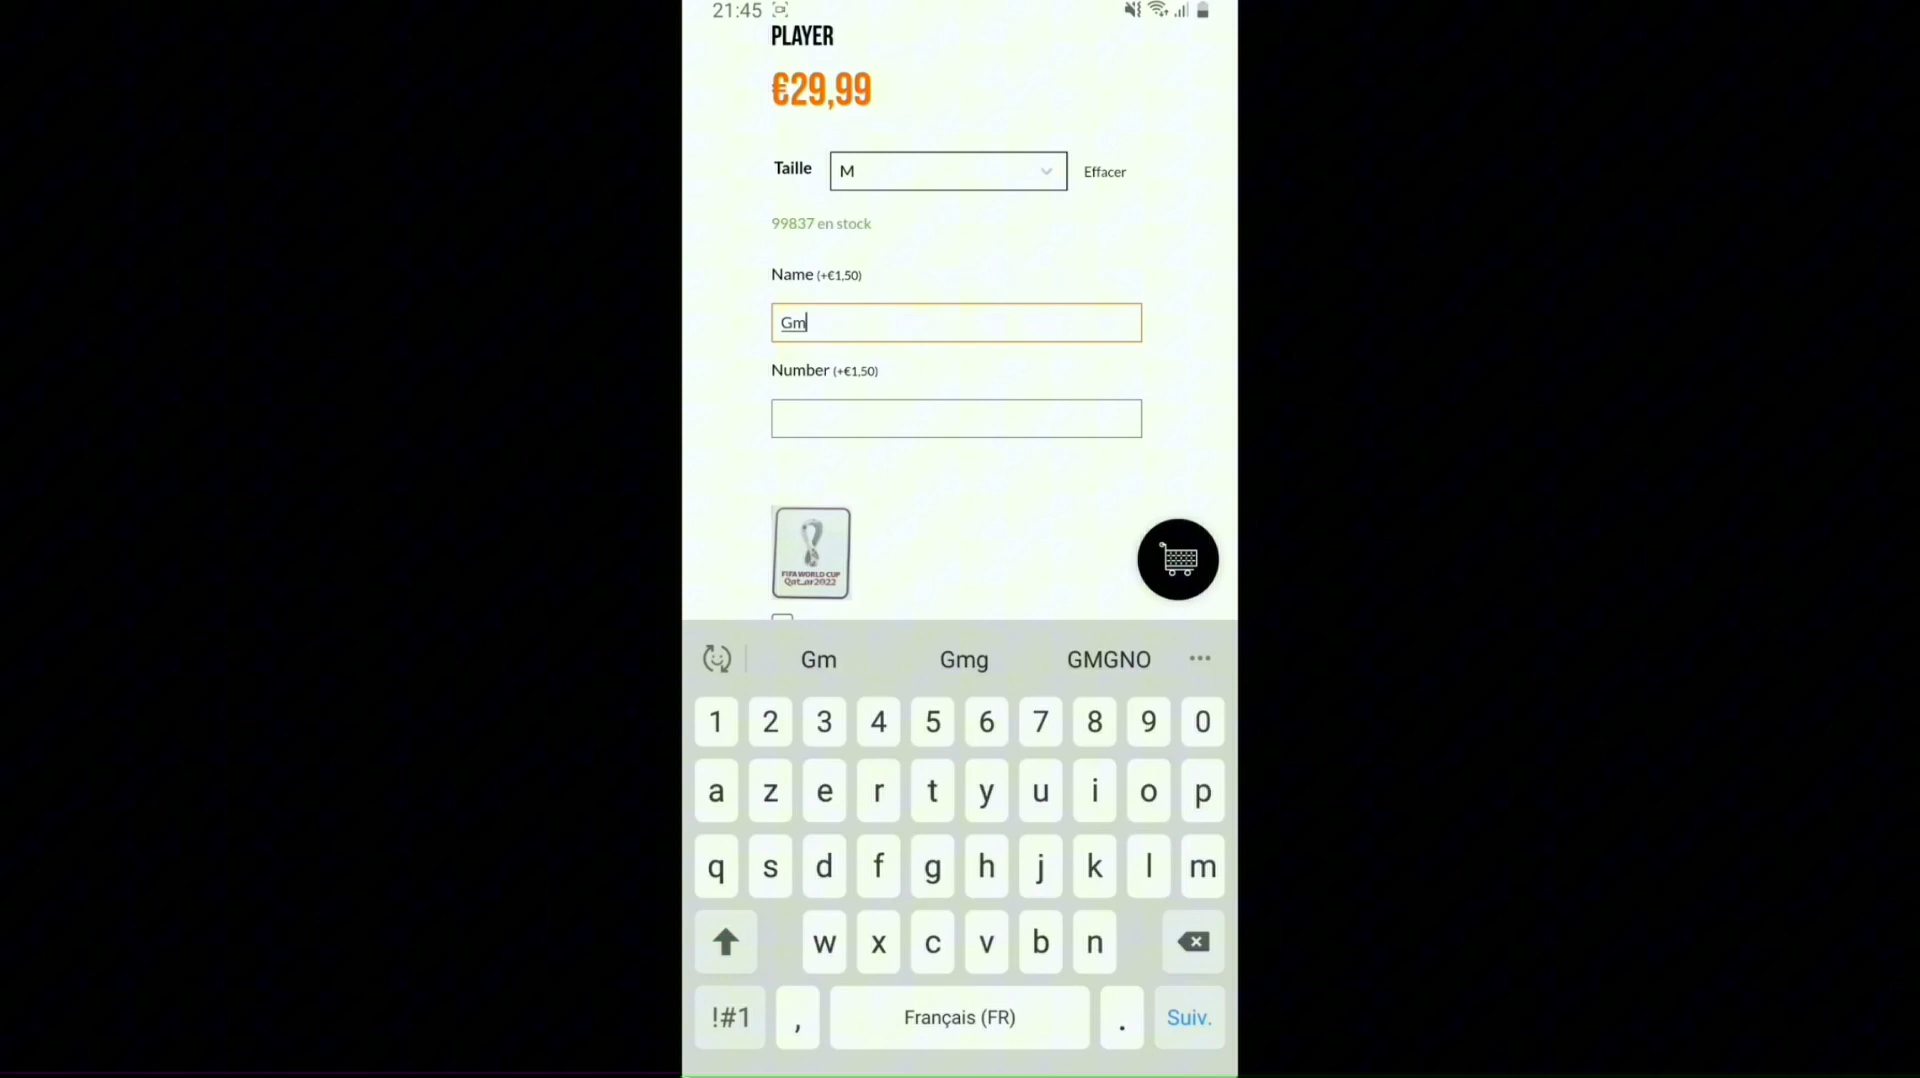 21:45
PLAYER
€29,99
Taille M Effacer
99837 en stock
Name (+€1,50)
Gm
Number (+€1,50)
FIFA WORLD CUP
Qatar2022
Gm Gmg GMGNO ...
1 2 3 4 5 6 7 8 9 0
a z e r t y u i o p
q s d f g h j k l m
w x c v b n
!#1 , Français (FR) . Suiv.